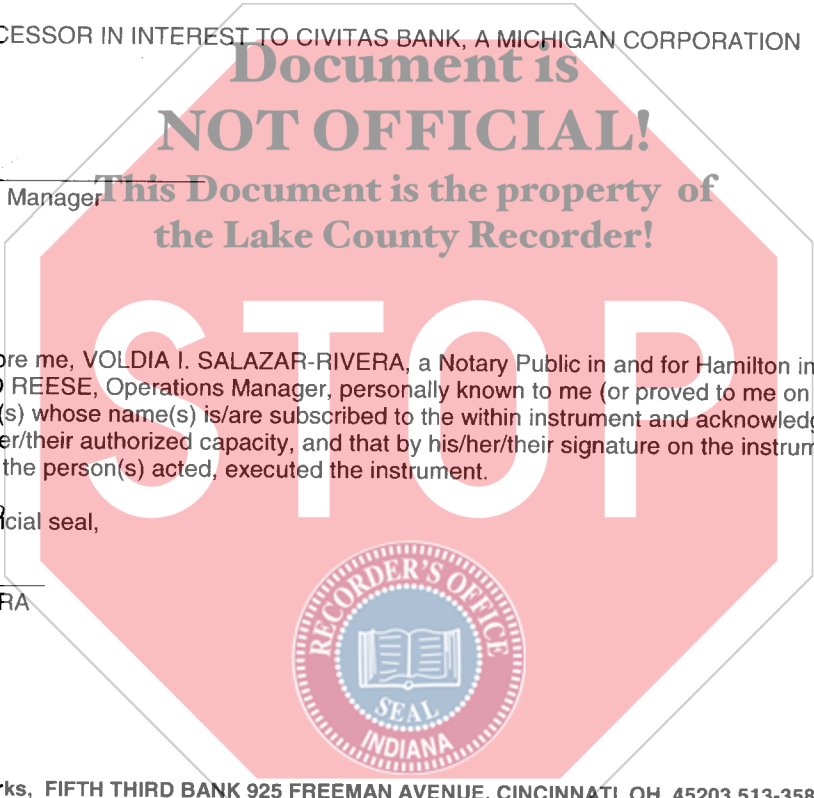 CESSOR IN INTEREST TO CIVITAS BANK, A MICHIGAN CORPORATION
Document is
NOT OFFICIAL!
This Document is the property of
the Lake County Recorder!
Manager
STOP
ore me, VOLDIA I. SALAZAR-RIVERA, a Notary Public in and for Hamilton in
REESE, Operations Manager, personally known to me (or proved to me on
(s) whose name(s) is/are subscribed to the within instrument and acknowledg
er/their authorized capacity, and that by his/her/their signature on the instrum
the person(s) acted, executed the instrument.
icial seal,
RA
RECORDER'S OFFICE
SEAL
INDIANA
rks, FIFTH THIRD BANK 925 FREEMAN AVENUE, CINCINNATI, OH 45203 513-358